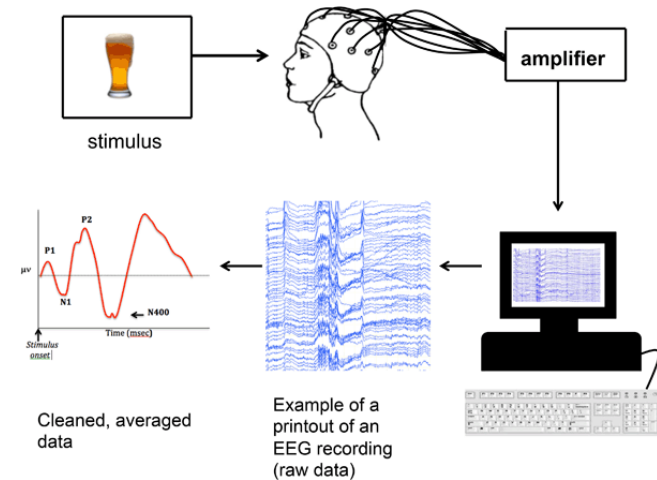 amplifier
stimulus
P2
P1
μv
N1
N400
Time (msec)
Stimulus
onset
Cleaned, averaged
data
Example of a
printout of an
EEG recording
(raw data)